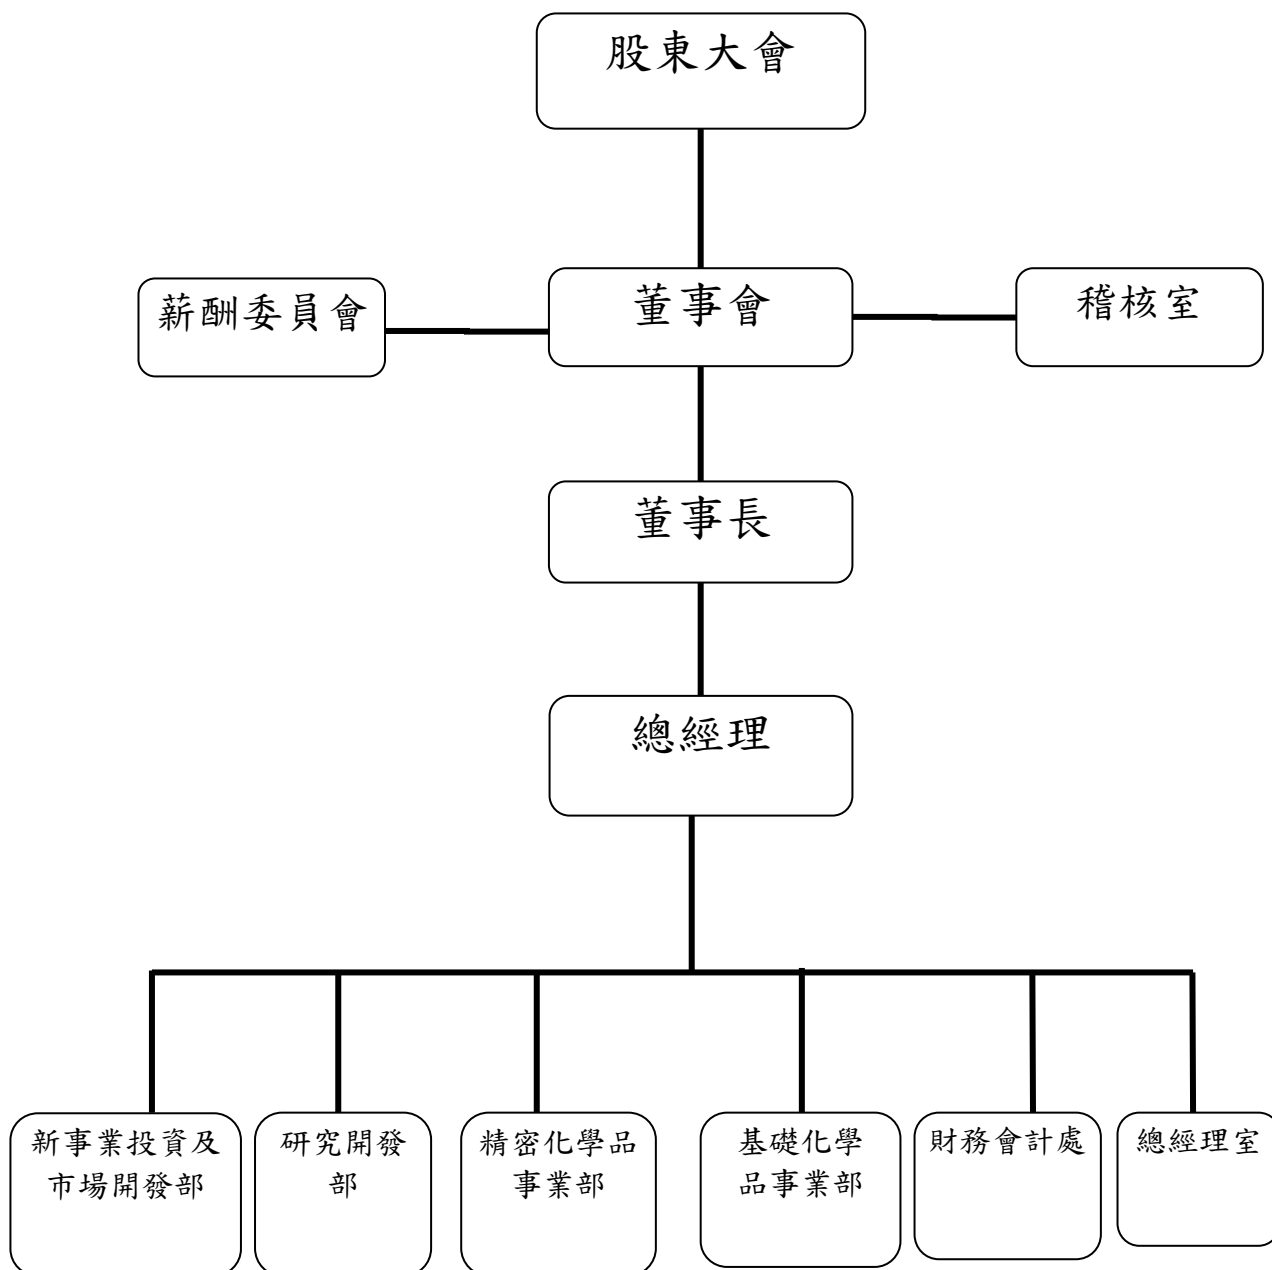 股東大會
薪酬委員會
董事會
稽核室
董事長
總經理
新事業投資及
市場開發部
研究開發
部
精密化學品
事業部
基礎化學
品事業部
財務會計處
總經理室